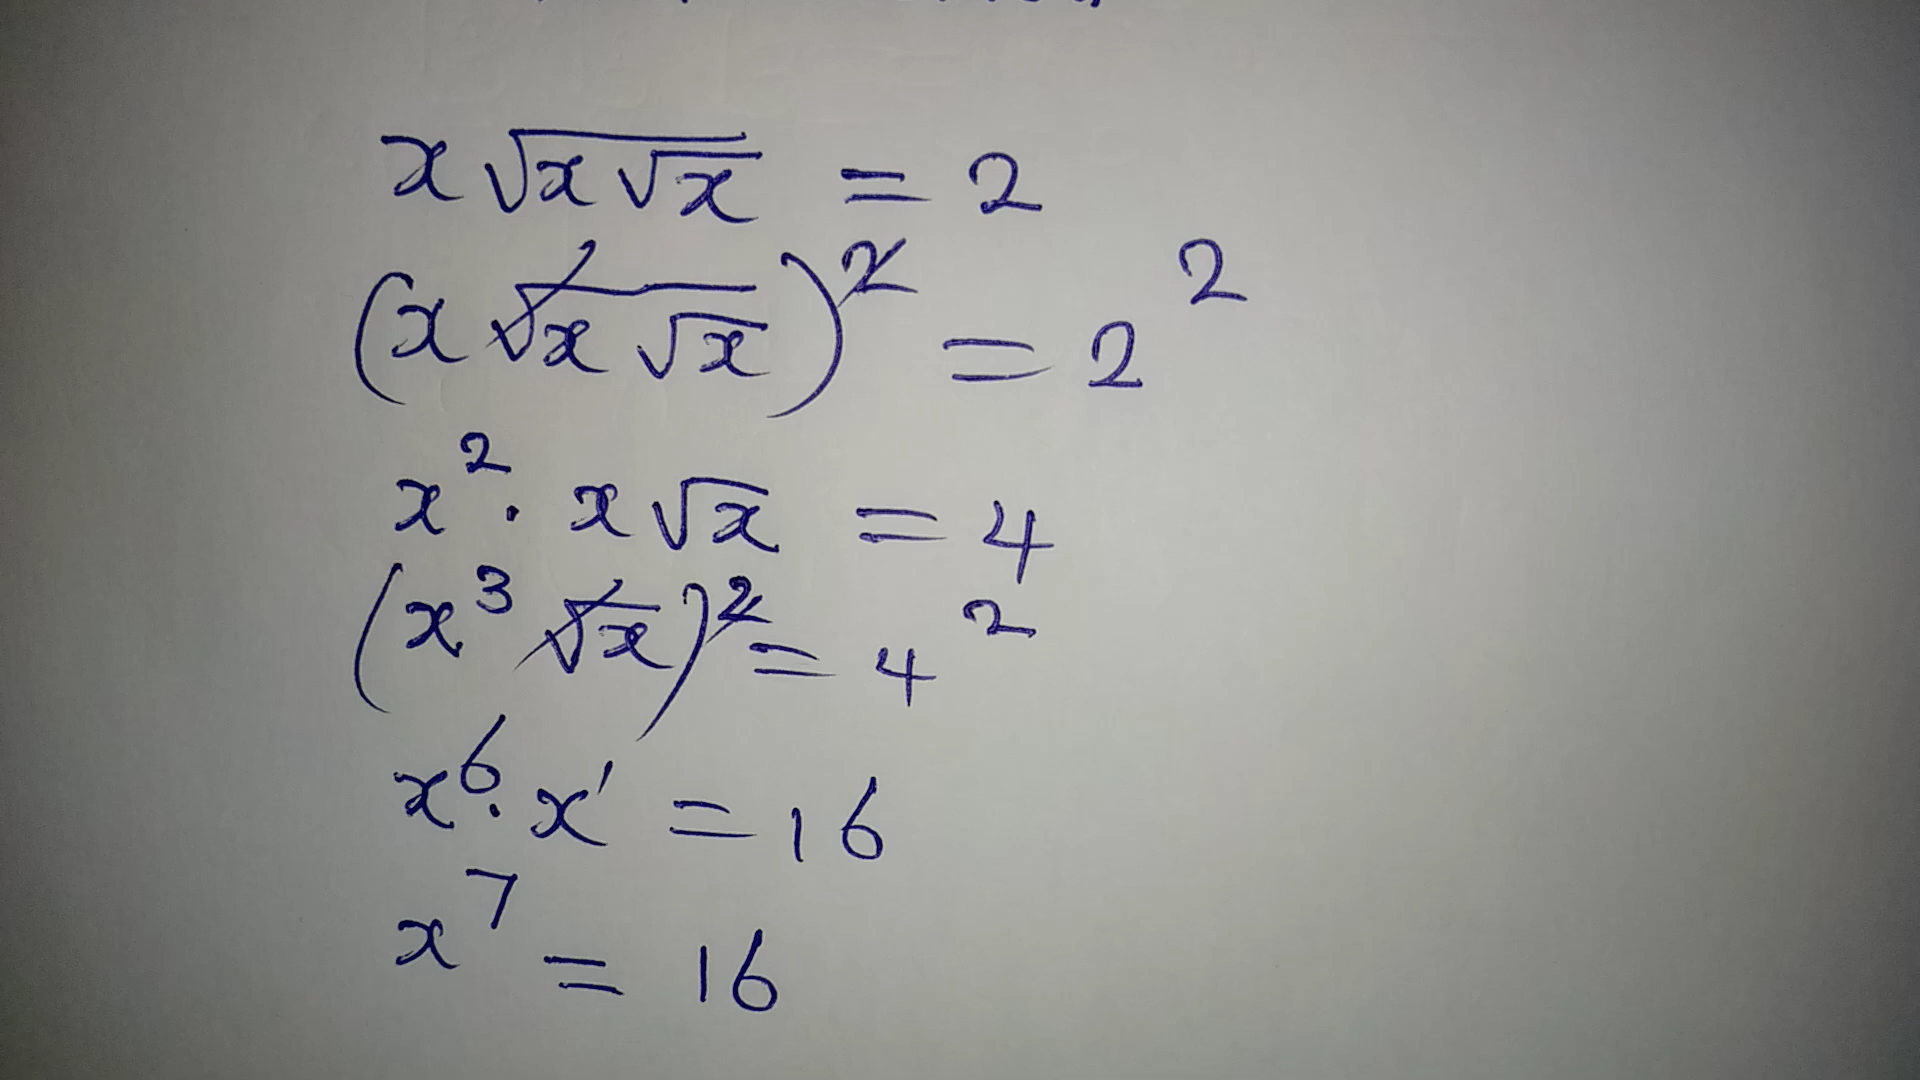 x√(x√x) = 2
(x√(x√x))² = 2²
x² · x√x = 4
(x³√x)² = 4²
x⁶ · x¹ = 16
x⁷ = 16